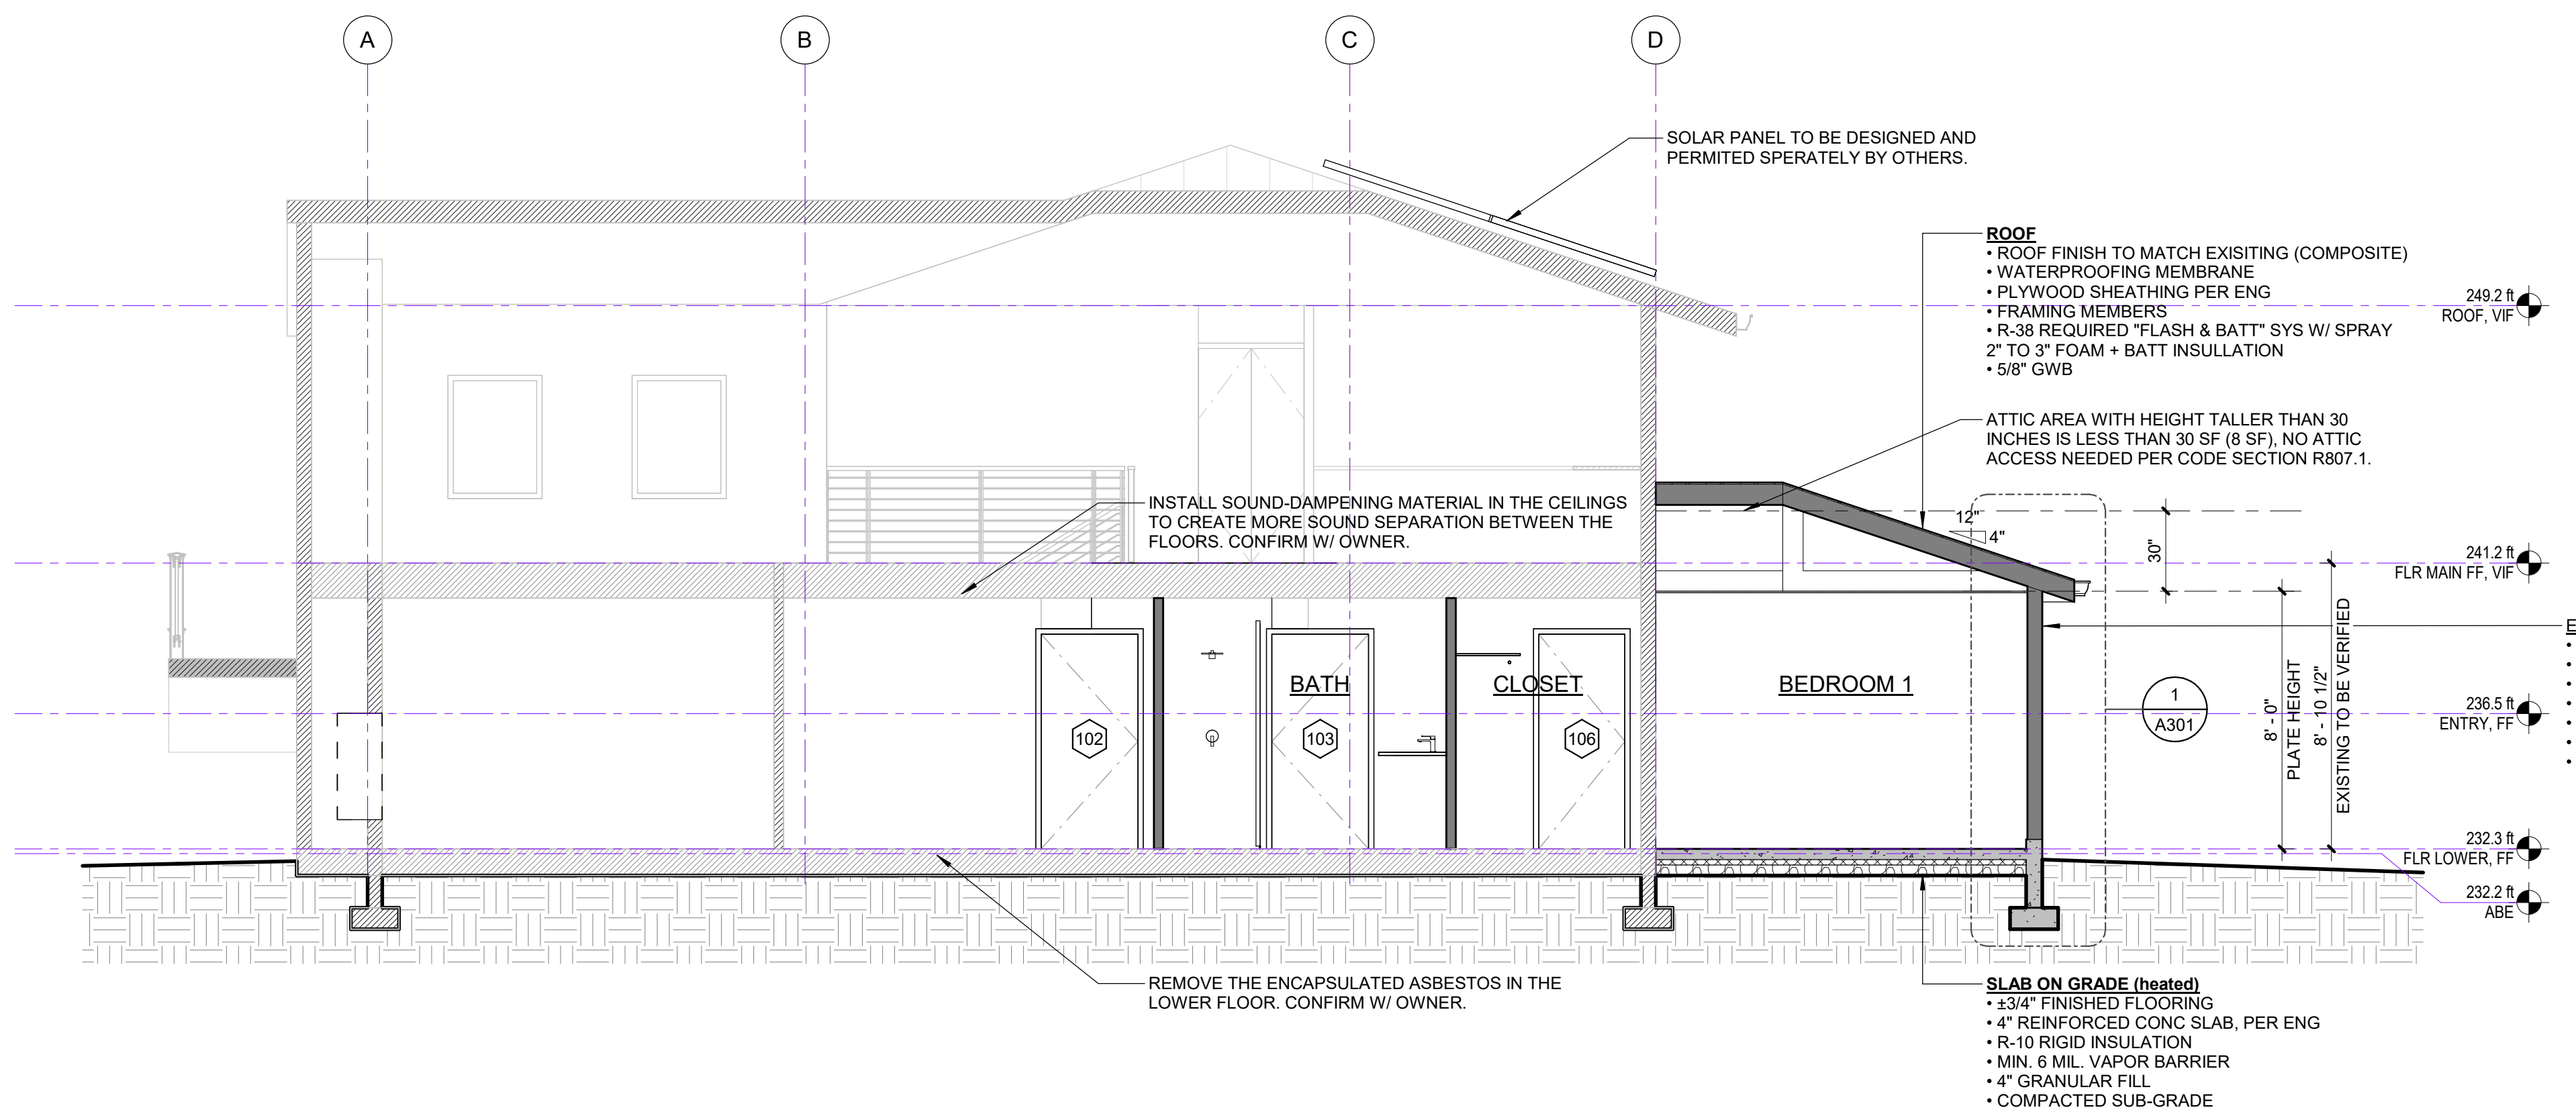 A
B
C
D
SOLAR PANEL TO BE DESIGNED AND
PERMITED SPERATELY BY OTHERS.
ROOF
• ROOF FINISH TO MATCH EXISITING (COMPOSITE)
• WATERPROOFING MEMBRANE
• PLYWOOD SHEATHING PER ENG
• FRAMING MEMBERS
• R-38 REQUIRED "FLASH & BATT" SYS W/ SPRAY
2" TO 3" FOAM + BATT INSULLATION
• 5/8" GWB
249.2 ft
ROOF, VIF
ATTIC AREA WITH HEIGHT TALLER THAN 30
INCHES IS LESS THAN 30 SF (8 SF), NO ATTIC
ACCESS NEEDED PER CODE SECTION R807.1.
INSTALL SOUND-DAMPENING MATERIAL IN THE CEILINGS
TO CREATE MORE SOUND SEPARATION BETWEEN THE
FLOORS. CONFIRM W/ OWNER.
12"
4"
30"
241.2 ft
FLR MAIN FF, VIF
E
•
•
•
•
•
•
•
BATH
CLOSET
BEDROOM 1
102
103
106
1
A301
8' - 0"
PLATE HEIGHT
8' - 10 1/2"
EXISTING TO BE VERIFIED
236.5 ft
ENTRY, FF
232.3 ft
FLR LOWER, FF
232.2 ft
ABE
REMOVE THE ENCAPSULATED ASBESTOS IN THE
LOWER FLOOR. CONFIRM W/ OWNER.
SLAB ON GRADE (heated)
• ±3/4" FINISHED FLOORING
• 4" REINFORCED CONC SLAB, PER ENG
• R-10 RIGID INSULATION
• MIN. 6 MIL. VAPOR BARRIER
• 4" GRANULAR FILL
• COMPACTED SUB-GRADE